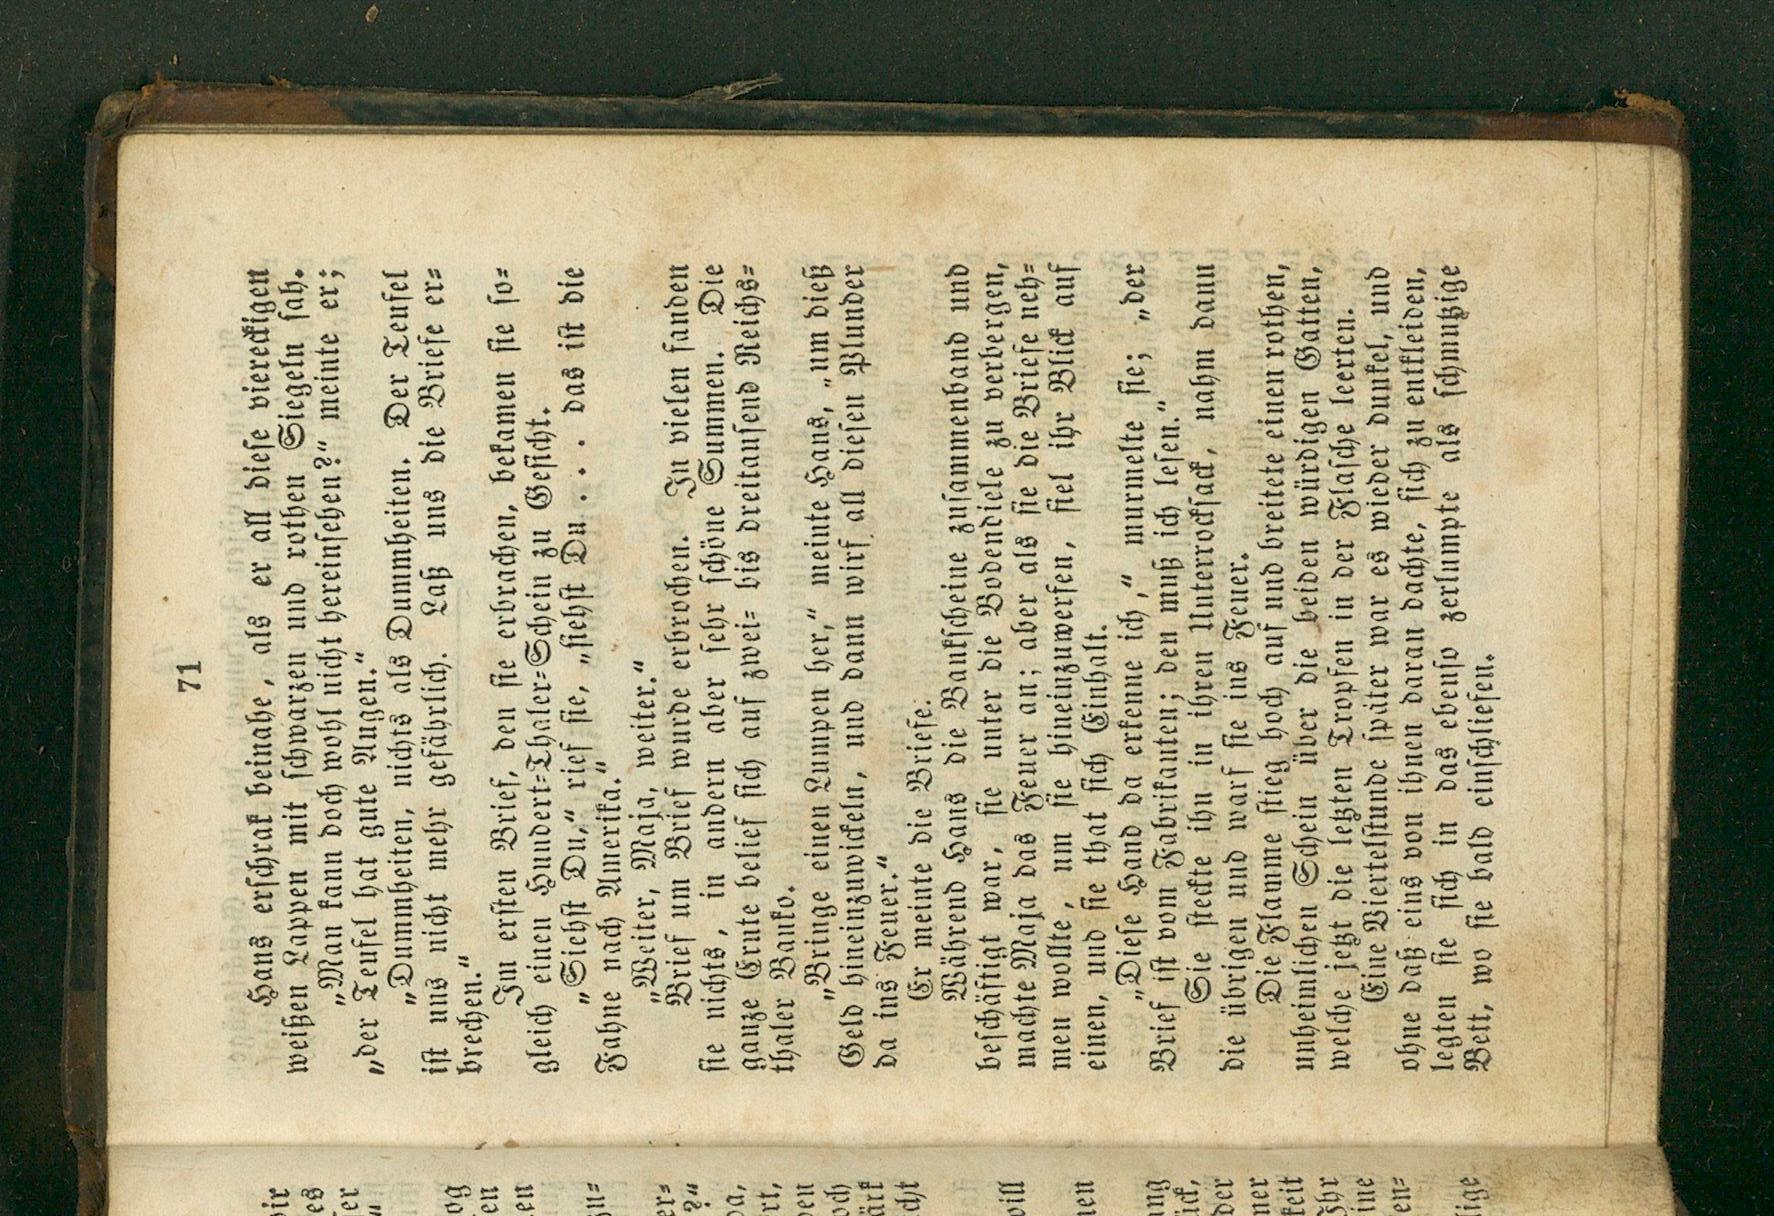 71
Hans erschrak beinahe, als er all diese viereckigen
weißen Lappen mit schwarzen und rothen Siegeln sah.
„Man kann doch wohl nicht hereinsehen?“ meinte er;
„der Teufel hat gute Augen.“
„Dummheiten, nichts als Dummheiten. Der Teufel
ist uns nicht mehr gefährlich. Laß uns die Briefe er=
brechen.“
Im ersten Brief, den sie erbrachen, bekamen sie so=
gleich einen Hundert=Thaler=Schein zu Gesicht.
„Siehst Du,“ rief sie, „siehst Du . . . das ist die
Fahne nach Amerika.“
„Weiter, Maja, weiter.“
Brief um Brief wurde erbrochen. In vielen fanden
sie nichts, in andern aber sehr schöne Summen. Die
ganze Ernte belief sich auf zwei= bis dreitausend Reichs=
thaler Banko.
„Bringe einen Lumpen her,“ meinte Hans, „um dieß
Geld hineinzuwickeln, und dann wirf all diesen Plunder
da ins Feuer.“
Er meinte die Briefe.
Während Hans die Bankscheine zusammenband und
beschäftigt war, sie unter die Bodendiele zu verbergen,
machte Maja das Feuer an; aber als sie die Briefe neh=
men wollte, um sie hineinzuwerfen, fiel ihr Blick auf
einen, und sie that sich Einhalt.
„Diese Hand da erkenne ich,“ murmelte sie; „der
Brief ist vom Fabrikanten; den muß ich lesen.“
Sie steckte ihn in ihren Unterrocksack, nahm dann
die übrigen und warf sie ins Feuer.
Die Flamme stieg hoch auf und breitete einen rothen,
unheimlichen Schein über die beiden würdigen Gatten,
welche jetzt die letzten Tropfen in der Flasche leerten.
Eine Viertelstunde später war es wieder dunkel, und
ohne daß eins von ihnen daran dachte, sich zu entkleiden,
legten sie sich in das ebenso zerlumpte als schmutzige
Bett, wo sie bald einschliefen.